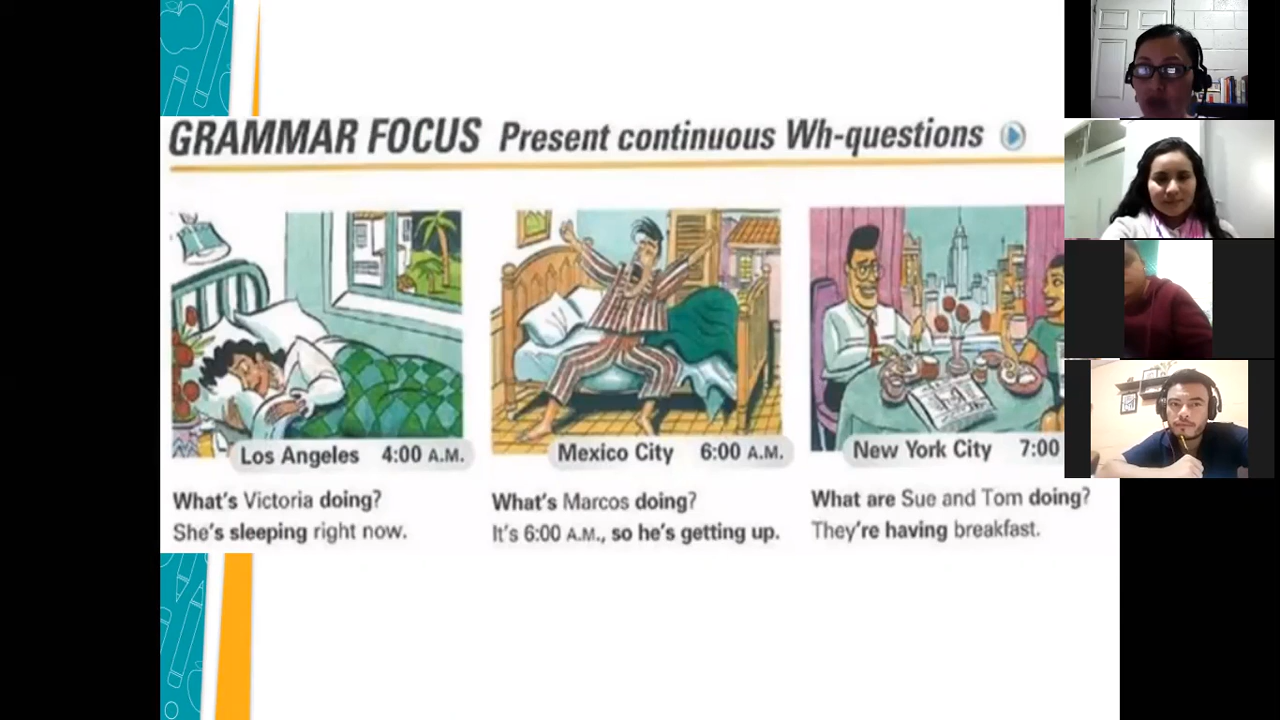 GRAMMAR FOCUS Present continuous Wh-questions
Los Angeles 4:00 A.M.
Mexico City 6:00 A.M.
New York City 7:00
What's Victoria doing?
She's sleeping right now.
What's Marcos doing?
It's 6:00 A.M., so he's getting up.
What are Sue and Tom doing?
They're having breakfast.